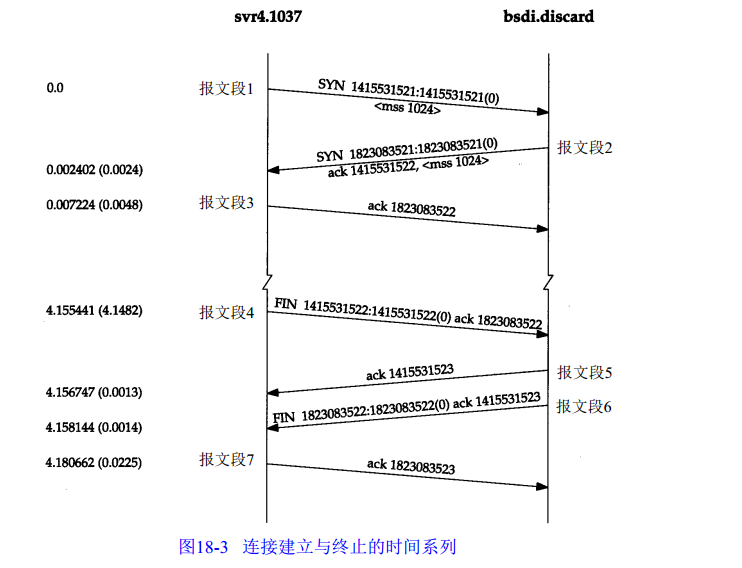 svr4.1037 bsdi.discard
0.0 报文段1 SYN 1415531521:1415531521(0)
<mss 1024>
SYN 1823083521:1823083521(0) 报文段2
0.002402 (0.0024) ack 1415531522, <mss 1024>
0.007224 (0.0048) 报文段3 ack 1823083522
4.155441 (4.1482) 报文段4 FIN 1415531522:1415531522(0) ack 1823083522
ack 1415531523 报文段5
4.156747 (0.0013)
FIN 1823083522:1823083522(0) ack 1415531523 报文段6
4.158144 (0.0014)
4.180662 (0.0225) 报文段7 ack 1823083523
图18-3 连接建立与终止的时间系列